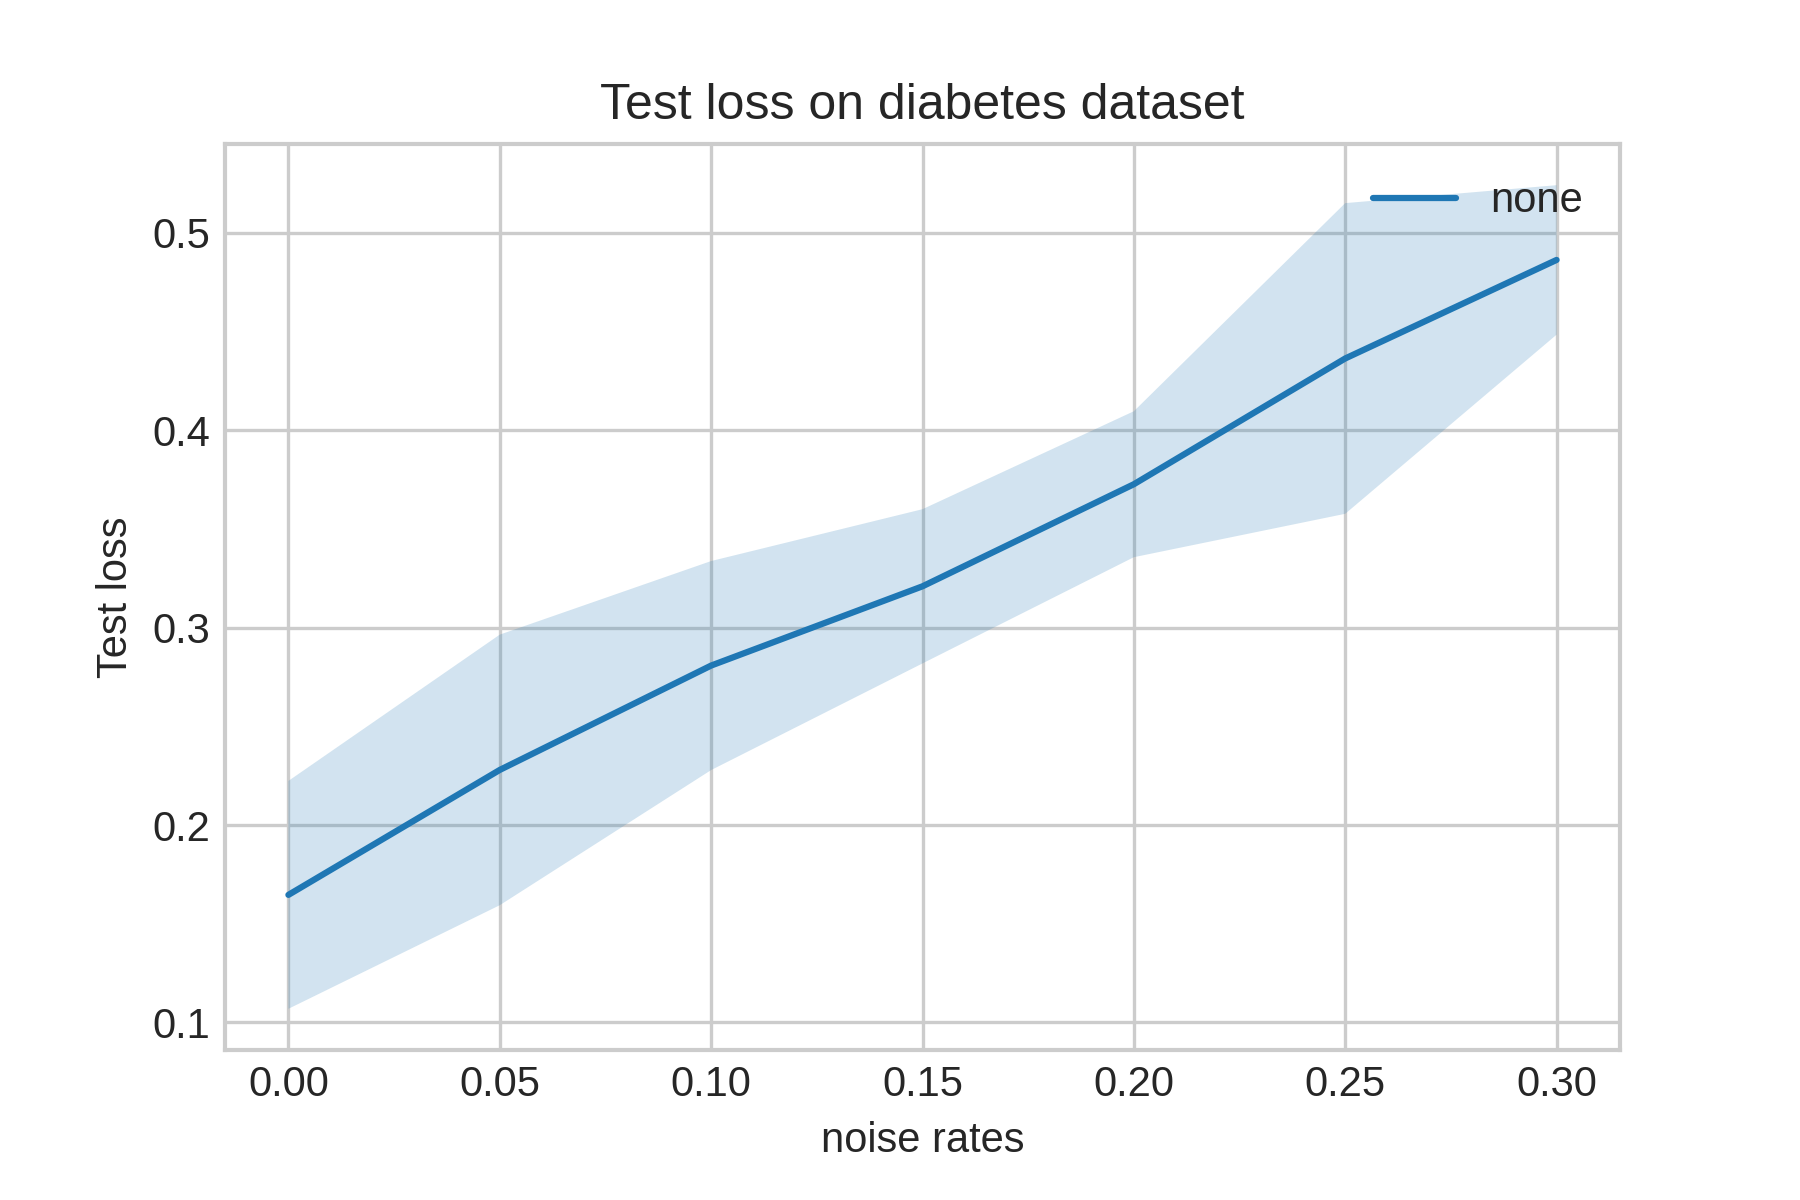 Test loss on diabetes dataset
none
0.5
0.4
0.3
0.2
0.1
Test loss
0.00 0.05 0.10 0.15 0.20 0.25 0.30
noise rates